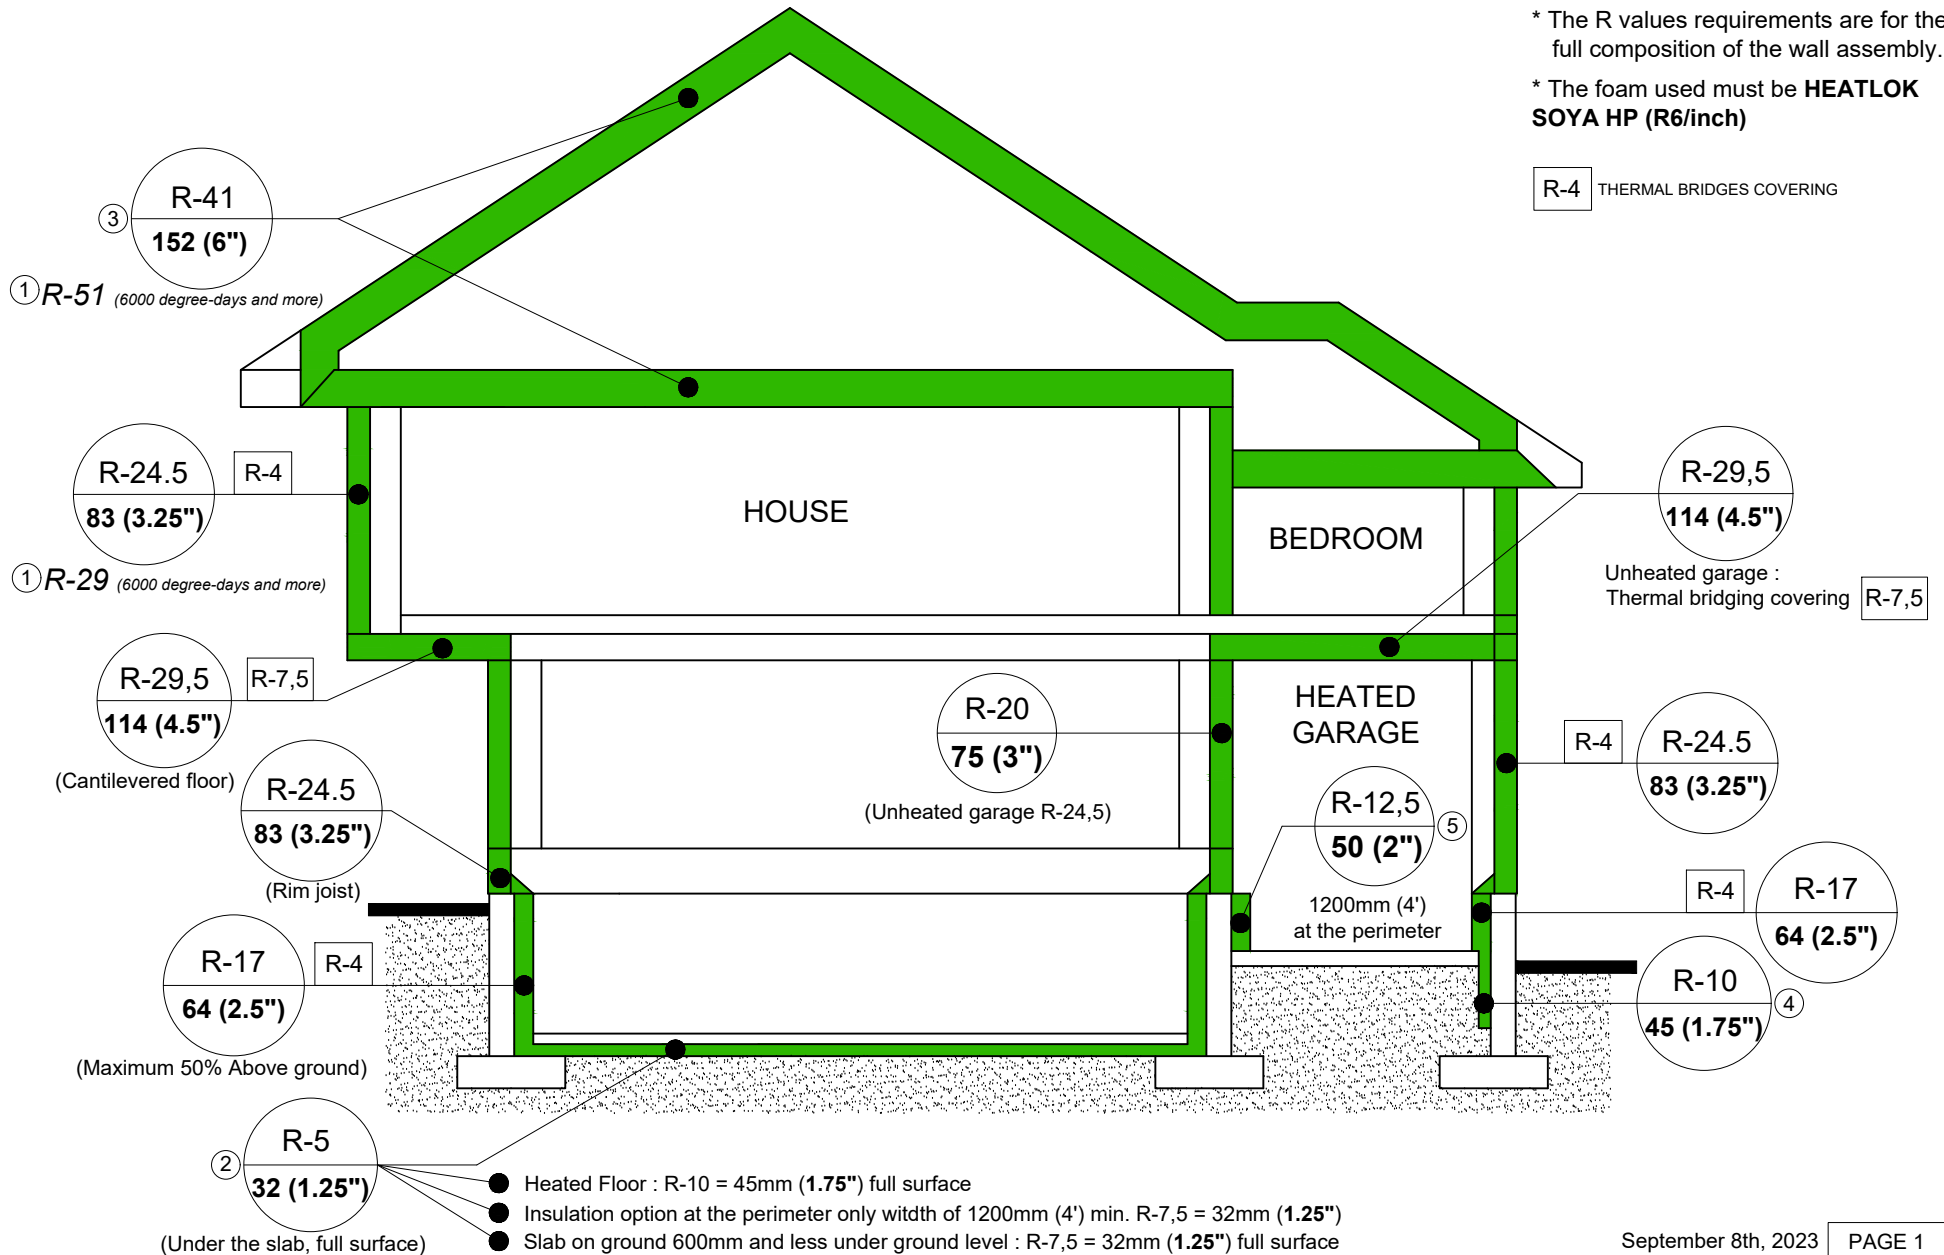 * The R values requirements are for the
full composition of the wall assembly.
* The foam used must be HEATLOK
SOYA HP (R6/inch)
R-4 THERMAL BRIDGES COVERING
R-41
3
152 (6")
1 R-51 (6000 degree-days and more)
R-24.5
R-4
83 (3.25")
1 R-29 (6000 degree-days and more)
HOUSE
BEDROOM
R-29,5
114 (4.5")
Unheated garage :
Thermal bridging covering R-7,5
R-29,5
R-7,5
114 (4.5")
(Cantilevered floor)
R-20
75 (3")
(Unheated garage R-24,5)
HEATED
GARAGE
R-4
R-24.5
83 (3.25")
R-24.5
83 (3.25")
(Rim joist)
R-12,5
5
50 (2")
1200mm (4')
at the perimeter
R-4
R-17
64 (2.5")
R-17
R-4
64 (2.5")
(Maximum 50% Above ground)
R-10
4
45 (1.75")
R-5
2
32 (1.25")
(Under the slab, full surface)
Heated Floor : R-10 = 45mm (1.75") full surface
Insulation option at the perimeter only witdth of 1200mm (4') min. R-7,5 = 32mm (1.25")
Slab on ground 600mm and less under ground level : R-7,5 = 32mm (1.25") full surface
September 8th, 2023 PAGE 1